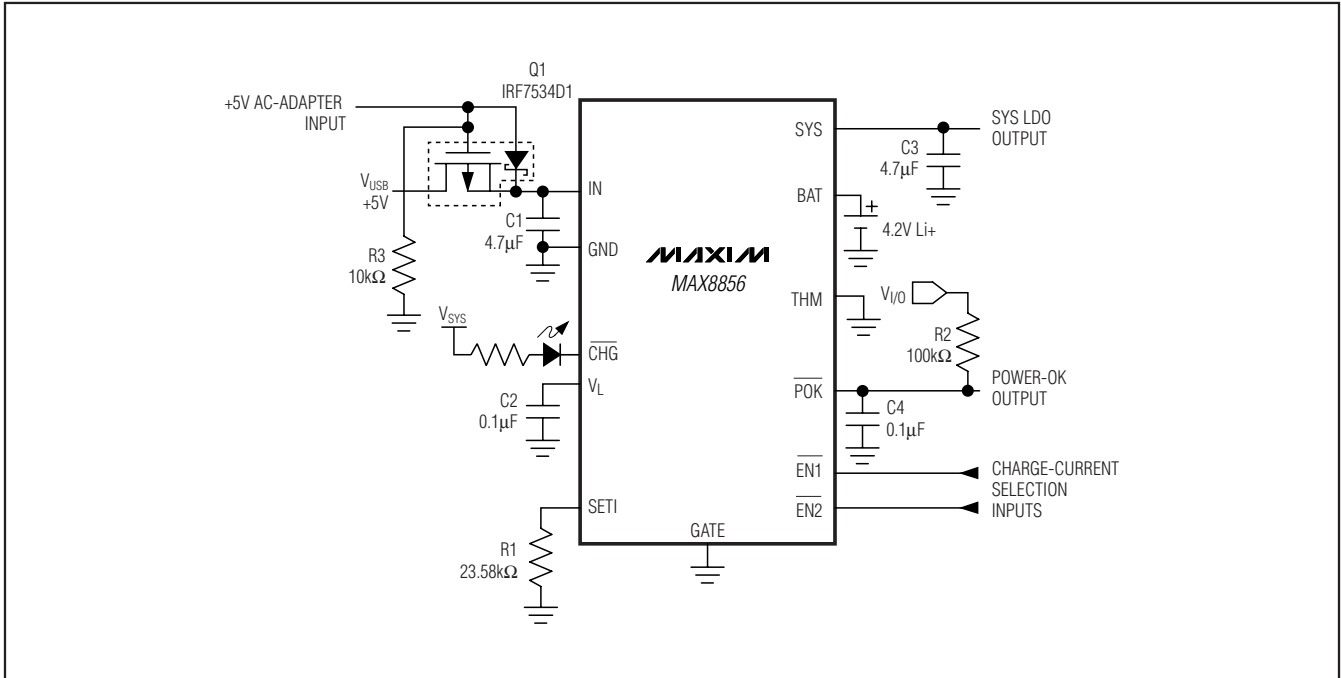 Q1
IRF7534D1
+5V AC-ADAPTER
INPUT
VUSB
+5V
R3
10kΩ
C1
4.7µF
VSYS
C2
0.1µF
R1
23.58kΩ
IN
GND
CHG
VL
SETI
GATE
MAXIM
MAX8856
SYS
BAT
THM
POK
EN1
EN2
SYS LDO
OUTPUT
C3
4.7µF
+
4.2V Li+
VI/O
R2
100kΩ
POWER-OK
OUTPUT
C4
0.1µF
CHARGE-CURRENT
SELECTION
INPUTS